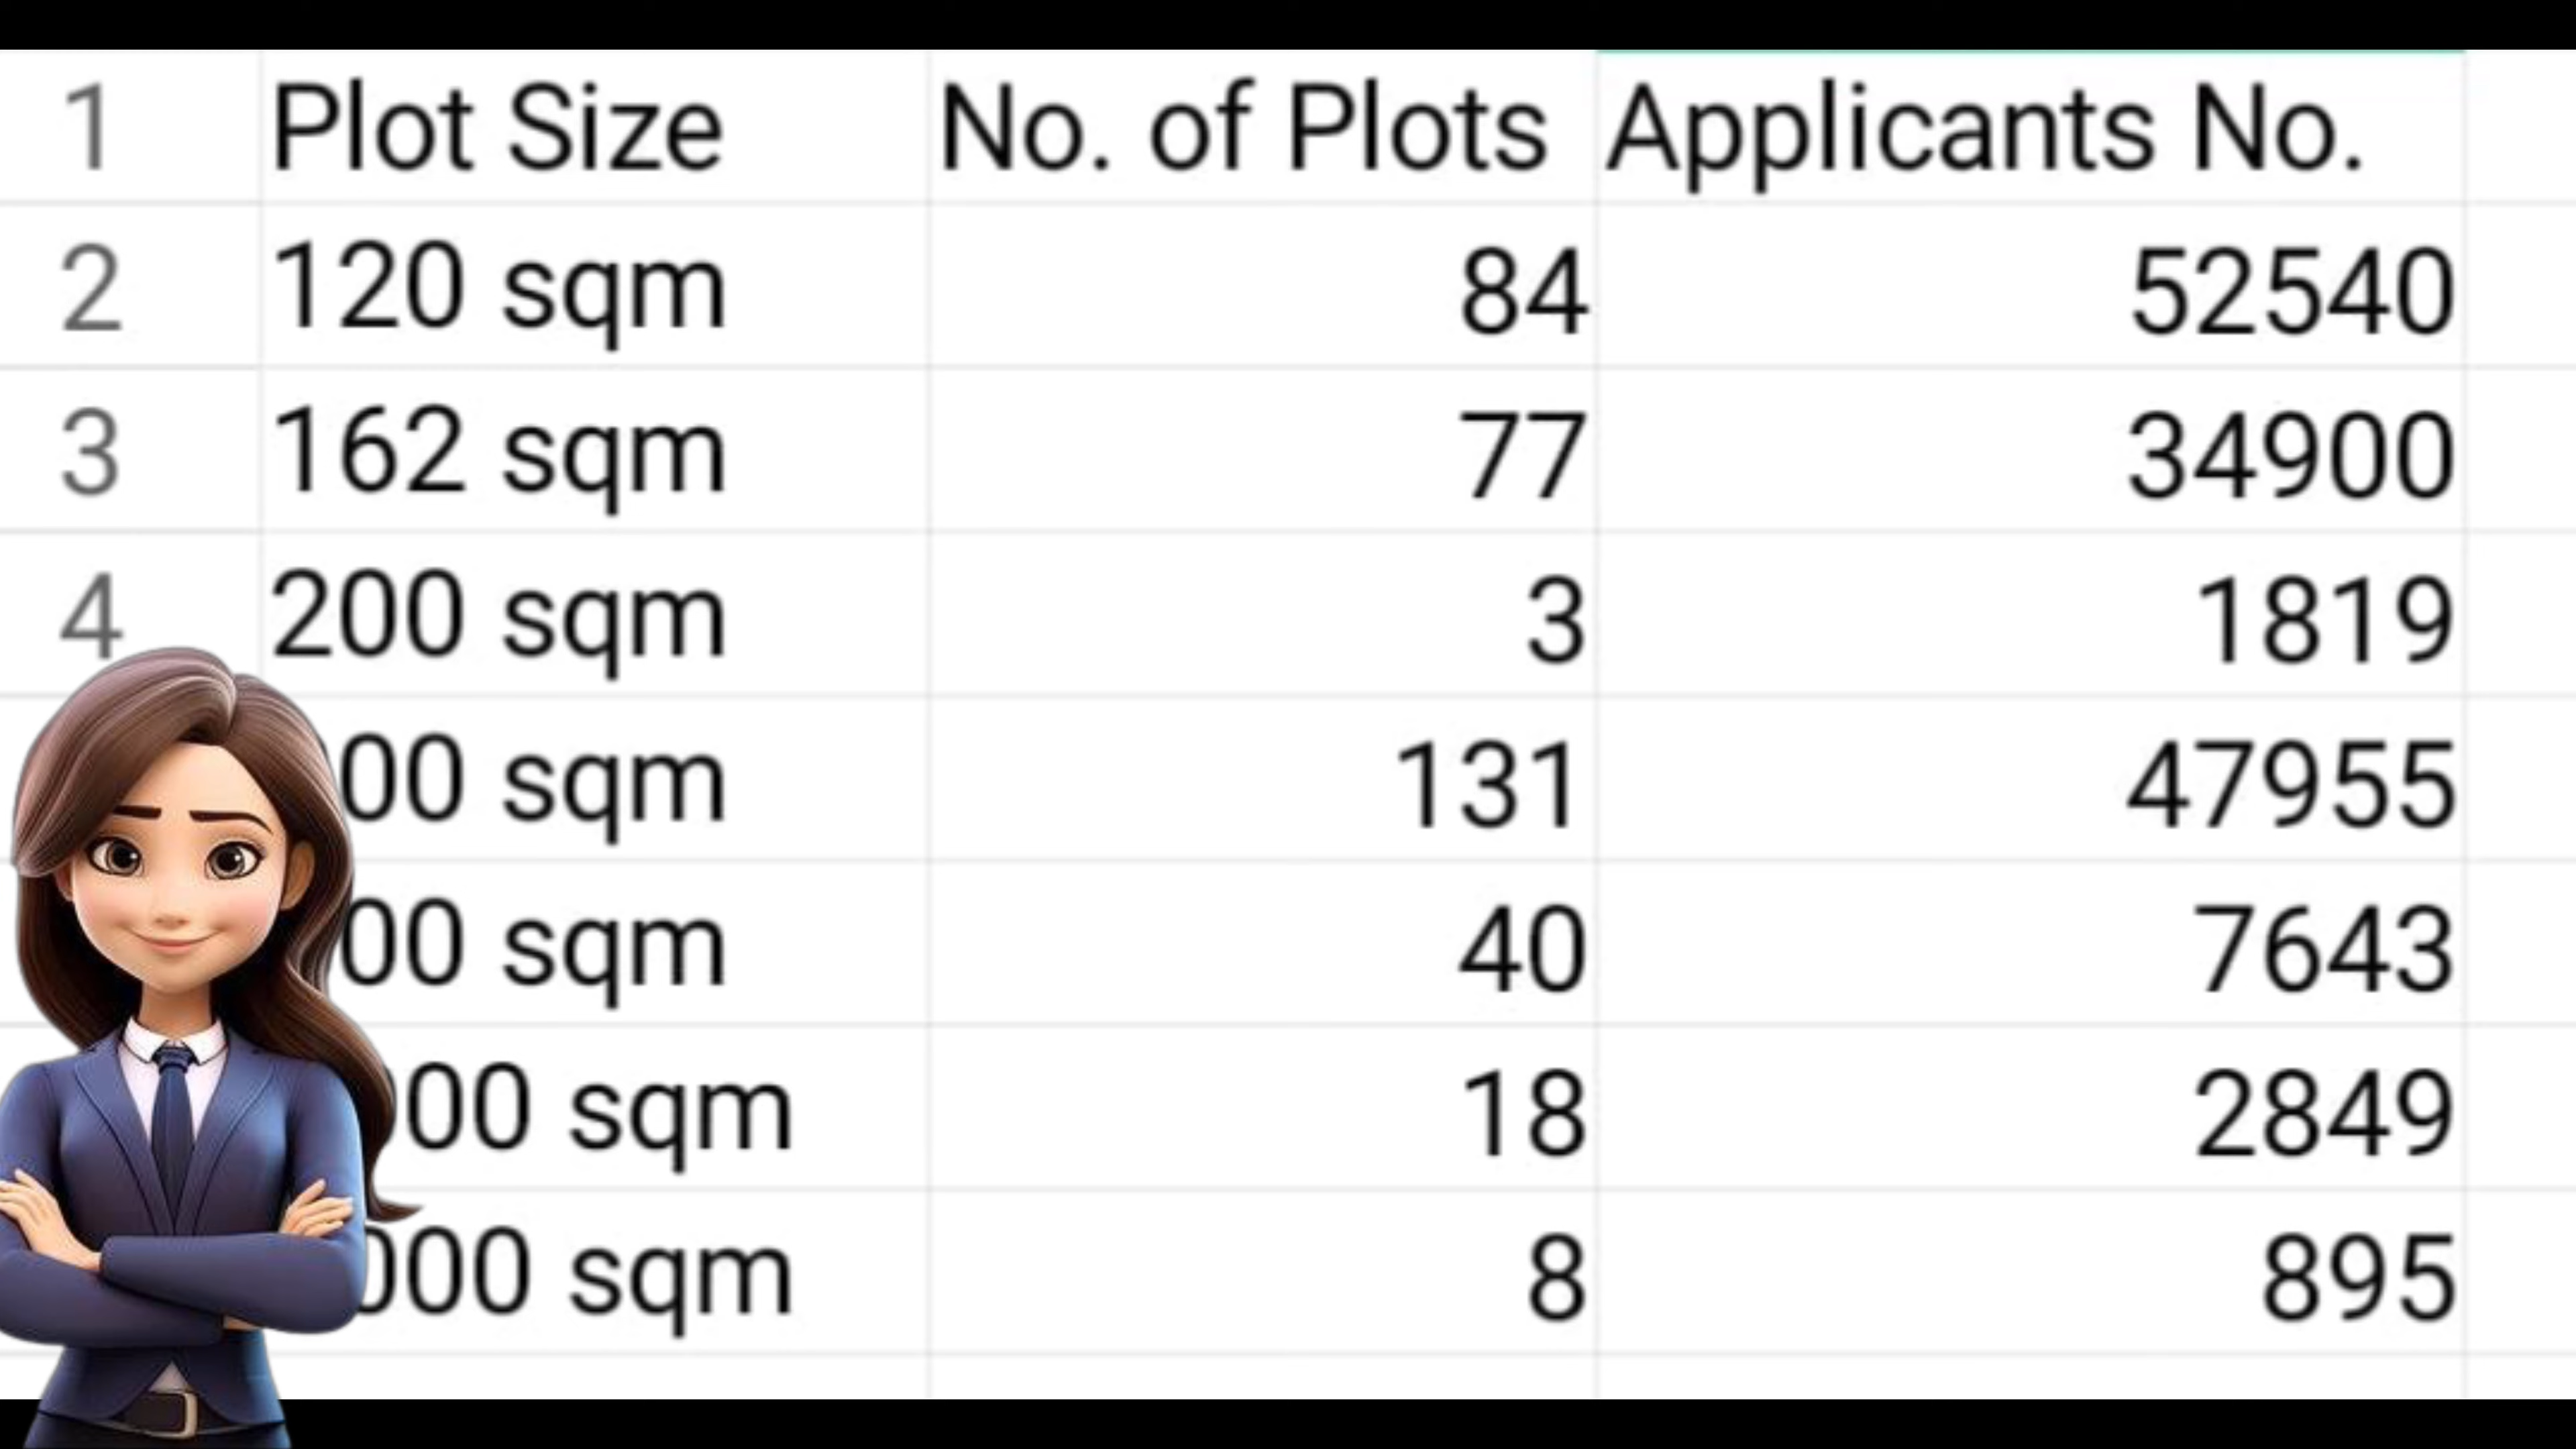 1 Plot Size No. of Plots Applicants No.
2 120 sqm 84 52540
3 162 sqm 77 34900
4 200 sqm 3 1819
sqm 131 47955
sqm 40 7643
sqm 18 2849
sqm 8 895